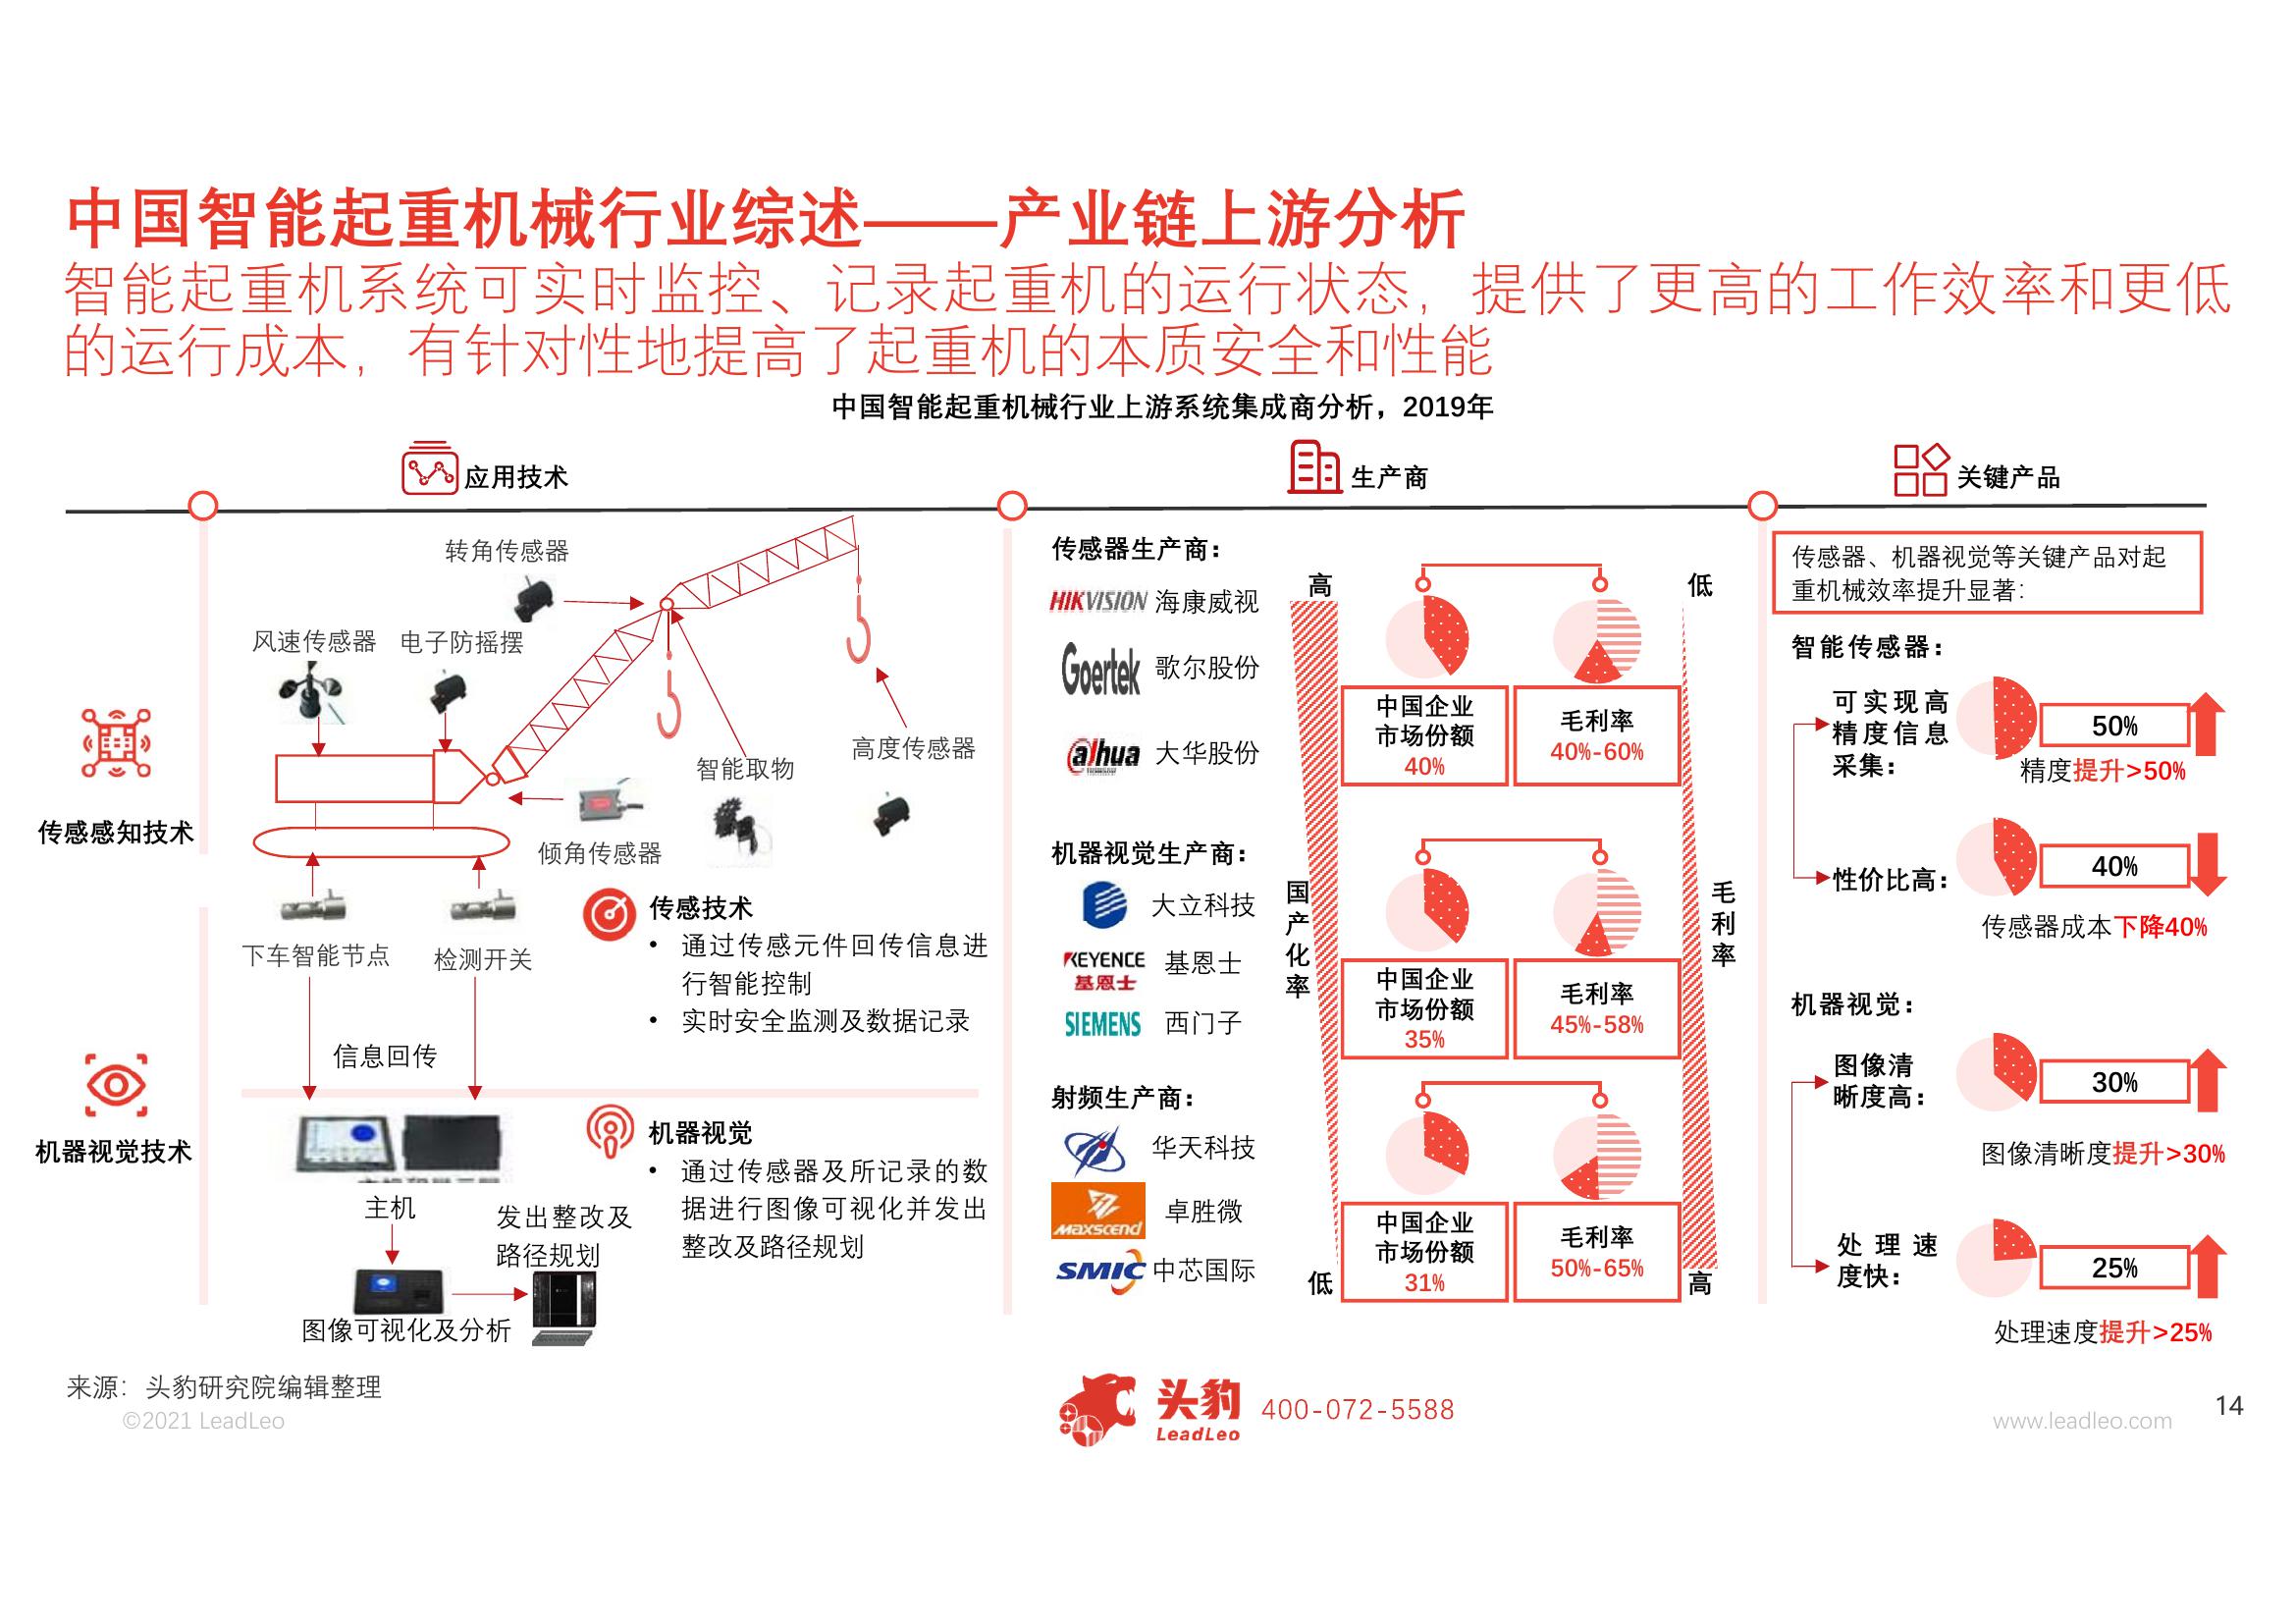 中国智能起重机械行业综述——产业链上游分析
智能起重机系统可实时监控、记录起重机的运行状态，提供了更高的工作效率和更低
的运行成本，有针对性地提高了起重机的本质安全和性能
中国智能起重机械行业上游系统集成商分析，2019年
应用技术
生产商
关键产品
传感感知技术
机器视觉技术
转角传感器
风速传感器
电子防摇摆
高度传感器
智能取物
倾角传感器
下车智能节点
检测开关
信息回传
主机
发出整改及
路径规划
图像可视化及分析
传感技术
• 通过传感元件回传信息进
行智能控制
• 实时安全监测及数据记录
机器视觉
• 通过传感器及所记录的数
据进行图像可视化并发出
整改及路径规划
传感器生产商：
HIKVISION 海康威视
Goertek 歌尔股份
alhua 大华股份
TECHNOLOGY
机器视觉生产商：
大立科技
KEYENCE 基恩士
基恩士
SIEMENS 西门子
射频生产商：
华天科技
maxscend 卓胜微
SMIC 中芯国际
高
国产化率
低
中国企业
市场份额
40%
毛利率
40%-60%
中国企业
市场份额
35%
毛利率
45%-58%
中国企业
市场份额
31%
毛利率
50%-65%
低
毛利率
高
传感器、机器视觉等关键产品对起
重机械效率提升显著：
智能传感器：
可实现高
精度信息
采集：
50%
精度提升>50%
性价比高：
40%
传感器成本下降40%
机器视觉：
图像清
晰度高：
30%
图像清晰度提升>30%
处理速
度快：
25%
处理速度提升>25%
来源：头豹研究院编辑整理
©2021 LeadLeo
头豹
LeadLeo
400-072-5588
www.leadleo.com
14